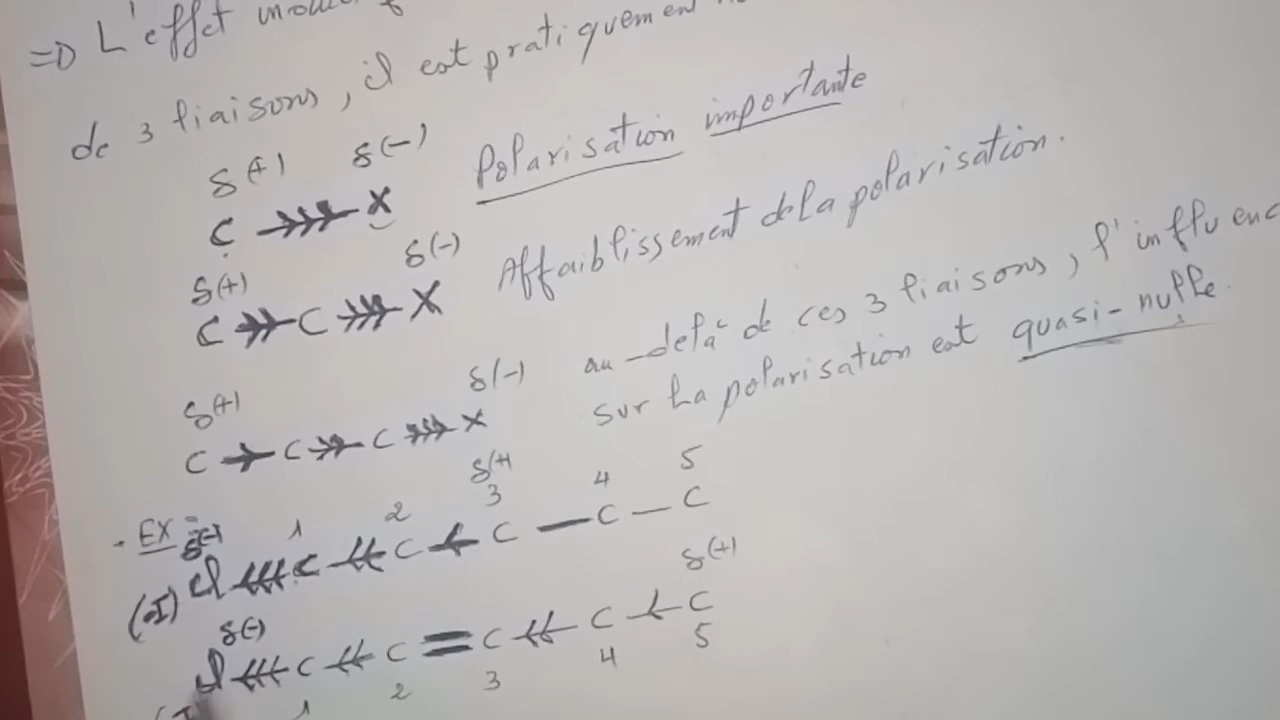 => L'effet
de 3 liaisons, il est pratiquement
δ(+) δ(-) Polarisation importante
C →>> X
δ(+) δ(-) Affaiblissement de la polarisation.
C →> C →>> X
δ(+) δ(-) au-delà de ces 3 liaisons, l'influenc
C → C →> C →>> X sur la polarisation est quasi-nulle.
- EX: δ(-) 1 2 δ(+) 3 4 5
(-I) Cl <<← C <← C ← C — C — C
δ(-) δ(+)
Cl <<← C <← C = C <← C ← C
1 2 3 4 5